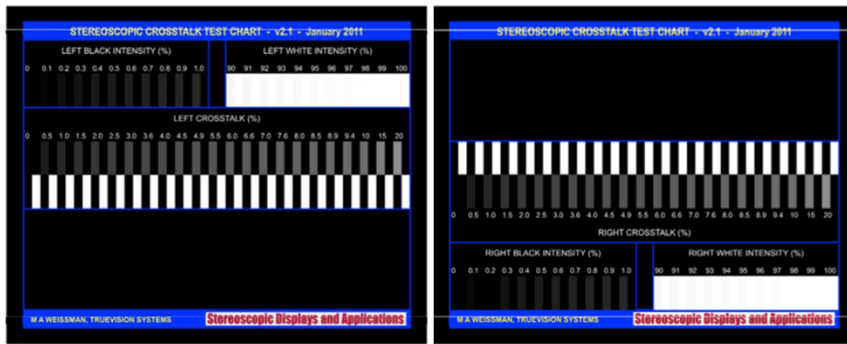 STEREOSCOPIC CROSSTALK TEST CHART - v2.1 - January 2011
LEFT BLACK INTENSITY (%)
0 0.1 0.2 0.3 0.4 0.5 0.6 0.7 0.8 0.9 1.0
LEFT WHITE INTENSITY (%)
90 91 92 93 94 95 96 97 98 99 100
LEFT CROSSTALK (%)
0 0.5 1.0 1.5 2.0 2.5 3.0 3.6 4.0 4.5 4.9 5.5 6.0 6.6 7.0 7.6 8.0 8.5 8.9 9.4 10 15 20
M A WEISSMAN, TRUEVISION SYSTEMS
Stereoscopic Displays and Applications
STEREOSCOPIC CROSSTALK TEST CHART - v2.1 - January 2011
0 0.5 1.0 1.5 2.0 2.5 3.0 3.6 4.0 4.5 4.9 5.5 6.0 6.6 7.0 7.6 8.0 8.5 8.9 9.4 10 15 20
RIGHT CROSSTALK (%)
RIGHT BLACK INTENSITY (%)
0 0.1 0.2 0.3 0.4 0.5 0.6 0.7 0.8 0.9 1.0
RIGHT WHITE INTENSITY (%)
90 91 92 93 94 95 96 97 98 99 100
M A WEISSMAN, TRUEVISION SYSTEMS
Stereoscopic Displays and Applications